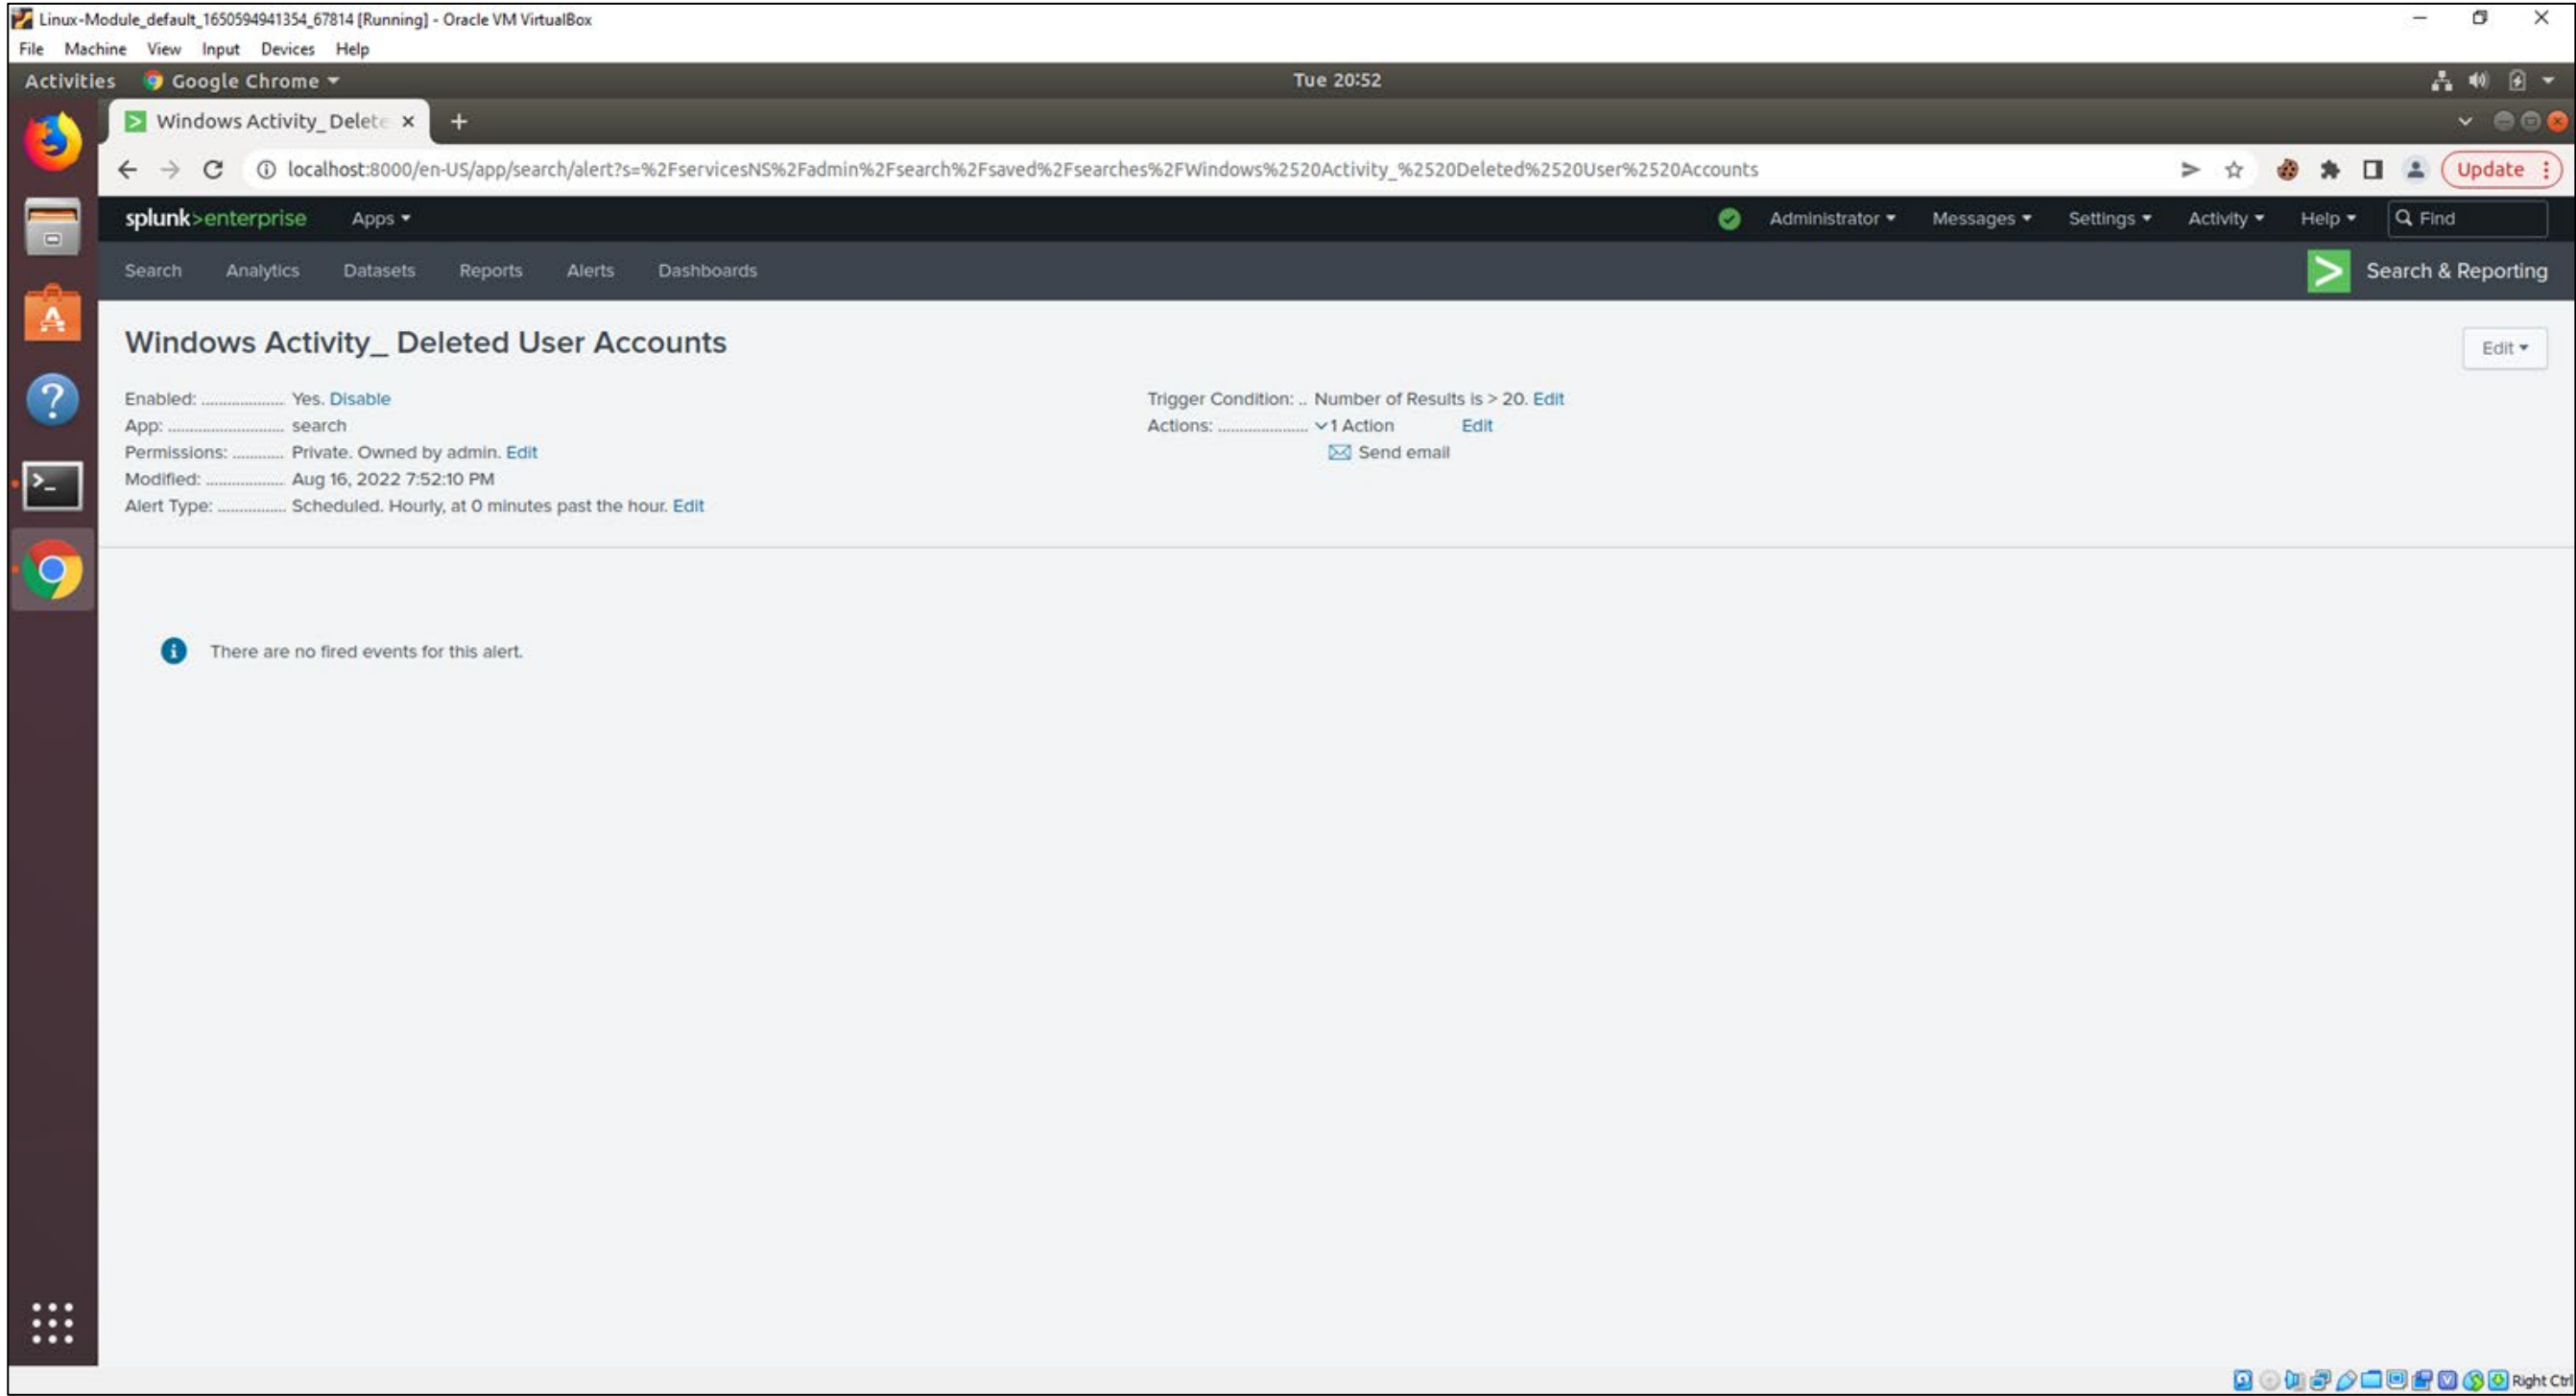 Linux-Module_default_1650594941354_67814 [Running] - Oracle VM VirtualBox
File Machine View Input Devices Help
Activities Google Chrome Tue 20:52
Windows Activity_ Delete
localhost:8000/en-US/app/search/alert?s=%2FservicesNS%2Fadmin%2Fsearch%2Fsaved%2Fsearches%2FWindows%2520Activity_%2520Deleted%2520User%2520Accounts Update
splunk>enterprise Apps Administrator Messages Settings Activity Help Find
Search Analytics Datasets Reports Alerts Dashboards Search & Reporting
Windows Activity_ Deleted User Accounts Edit
Enabled: .................... Yes. Disable
App: ............................ search
Permissions: ............ Private. Owned by admin. Edit
Modified: ................... Aug 16, 2022 7:52:10 PM
Alert Type: ................ Scheduled. Hourly, at 0 minutes past the hour. Edit
Trigger Condition: .. Number of Results is > 20. Edit
Actions: ...................... 1 Action Edit
Send email
There are no fired events for this alert.
Right Ctrl